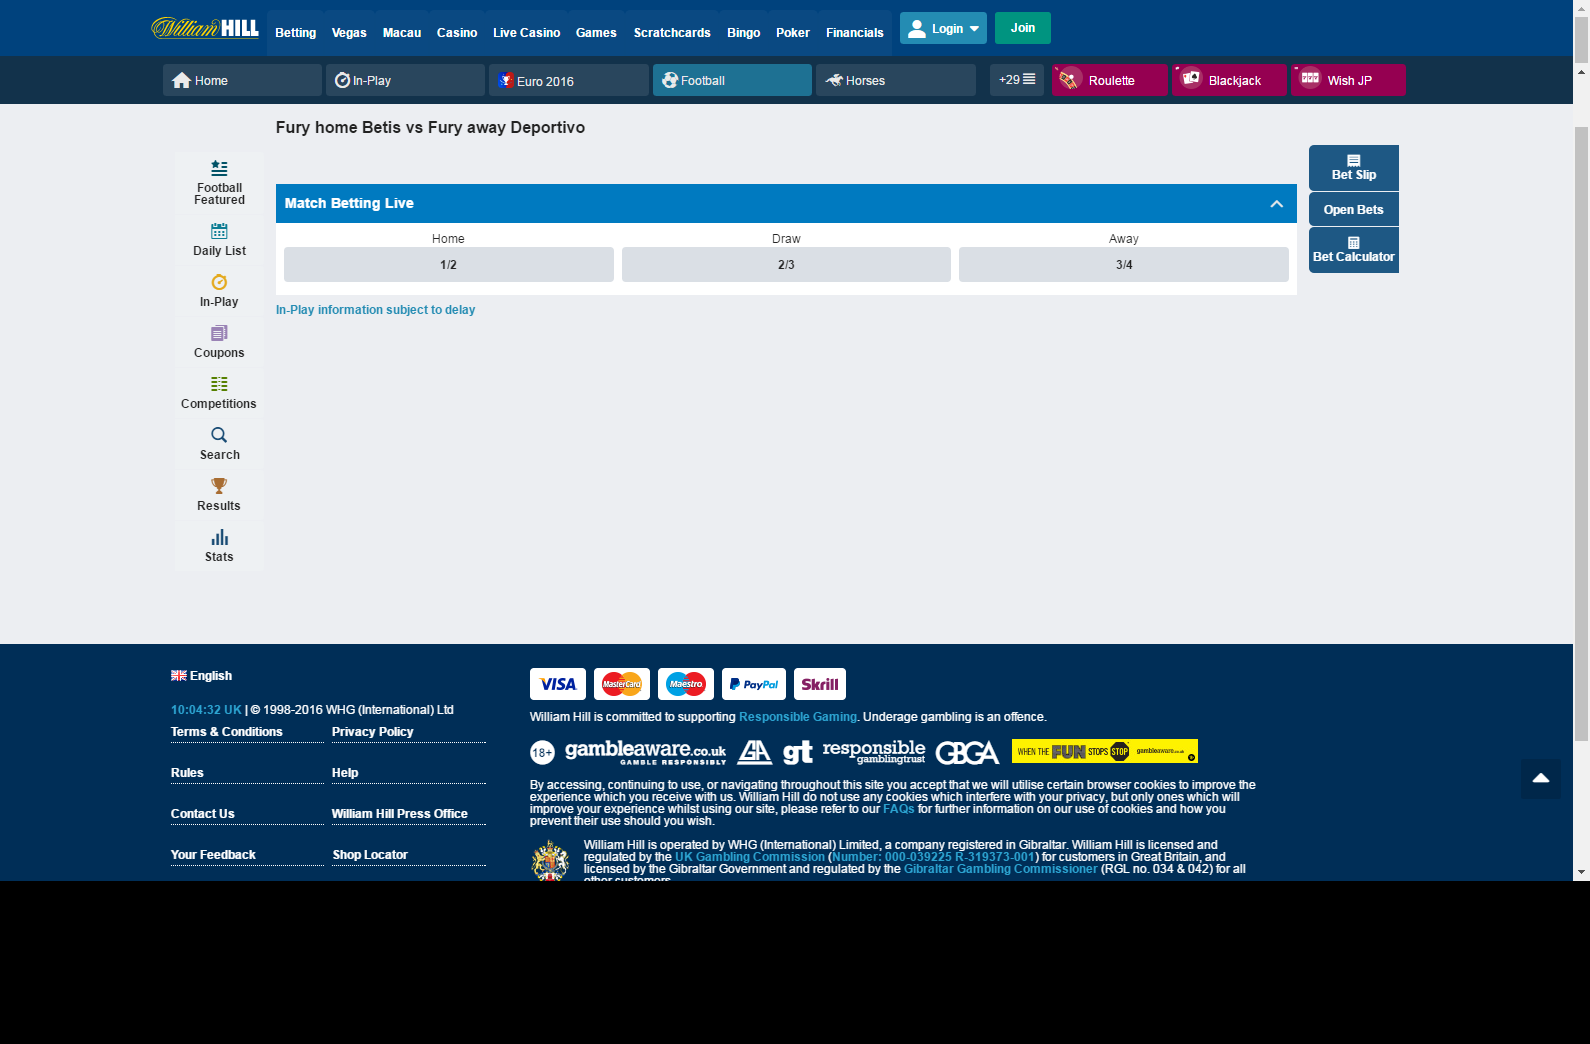 William HILL
Betting Vegas Macau Casino Live Casino Games Scratchcards Bingo Poker Financials Login Join
Home In-Play Euro 2016 Football Horses +29 Roulette Blackjack Wish JP
Fury home Betis vs Fury away Deportivo
Football
Featured
Daily List
In-Play
Coupons
Competitions
Search
Results
Stats
Match Betting Live
Home Draw Away
1/2 2/3 3/4
In-Play information subject to delay
Bet Slip
Open Bets
Bet Calculator
English
10:04:32 UK | © 1998-2016 WHG (International) Ltd
Terms & Conditions Privacy Policy
Rules Help
Contact Us William Hill Press Office
Your Feedback Shop Locator
VISA MasterCard Maestro PayPal Skrill
William Hill is committed to supporting Responsible Gaming. Underage gambling is an offence.
18+ gambleaware.co.uk GAMBLE RESPONSIBLY GA gt responsible gamblingtrust GBGA WHEN THE FUN STOPS STOP gambleaware.co.uk
By accessing, continuing to use, or navigating throughout this site you accept that we will utilise certain browser cookies to improve the
experience which you receive with us. William Hill do not use any cookies which interfere with your privacy, but only ones which will
improve your experience whilst using our site, please refer to our FAQs for further information on our use of cookies and how you
prevent their use should you wish.
William Hill is operated by WHG (International) Limited, a company registered in Gibraltar. William Hill is licensed and
regulated by the UK Gambling Commission (Number: 000-039225 R-319373-001) for customers in Great Britain, and
licensed by the Gibraltar Government and regulated by the Gibraltar Gambling Commissioner (RGL no. 034 & 042) for all
other customers